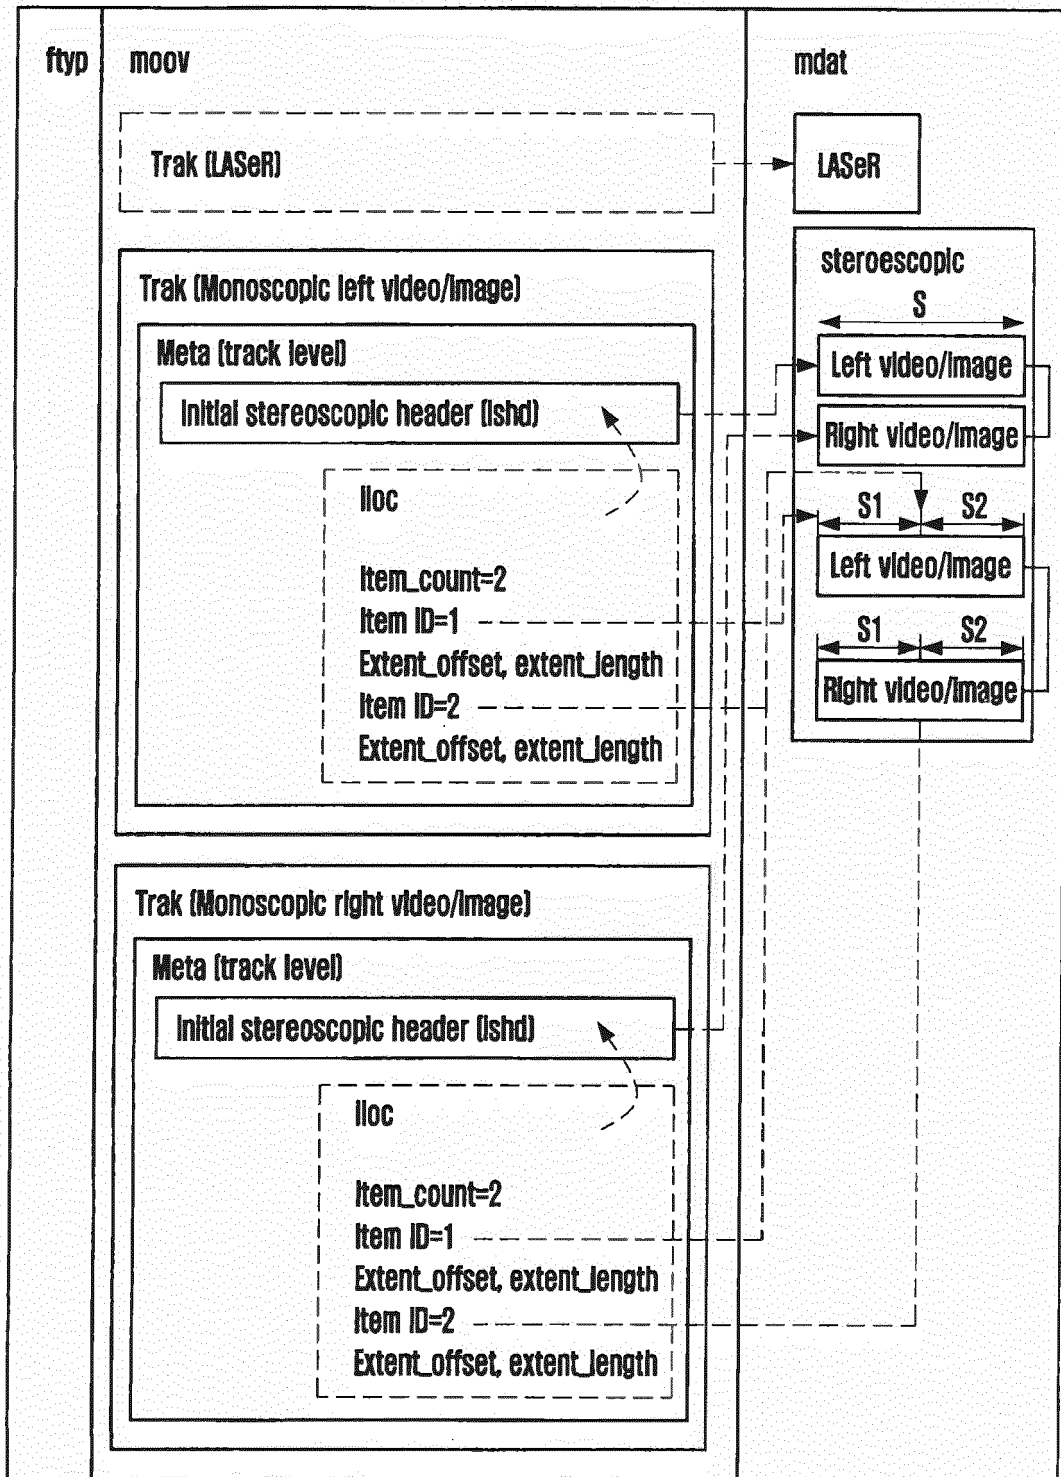 ftyp
moov
mdat
Trak (LASeR)
LASeR
Trak (Monoscopic left video/image)
Meta (track level)
Initial stereoscopic header (ishd)
iloc
Item_count=2
Item ID=1
Extent_offset, extent_length
Item ID=2
Extent_offset, extent_length
steroescopic
S
Left video/image
Right video/image
S1 S2
Left video/image
S1 S2
Right video/image
Trak (Monoscopic right video/image)
Meta (track level)
Initial stereoscopic header (ishd)
iloc
Item_count=2
Item ID=1
Extent_offset, extent_length
Item ID=2
Extent_offset, extent_length